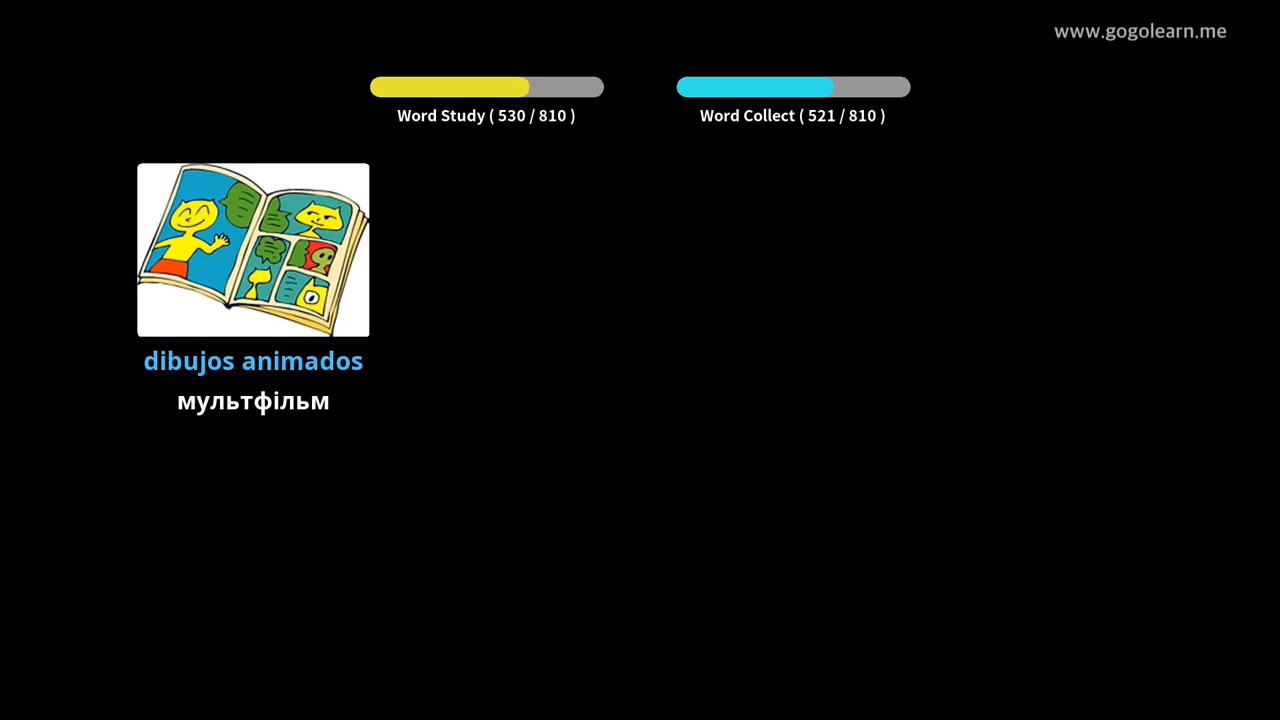 www.gogolearn.me
Word Study ( 530 / 810 )
Word Collect ( 521 / 810 )
dibujos animados
мультфільм